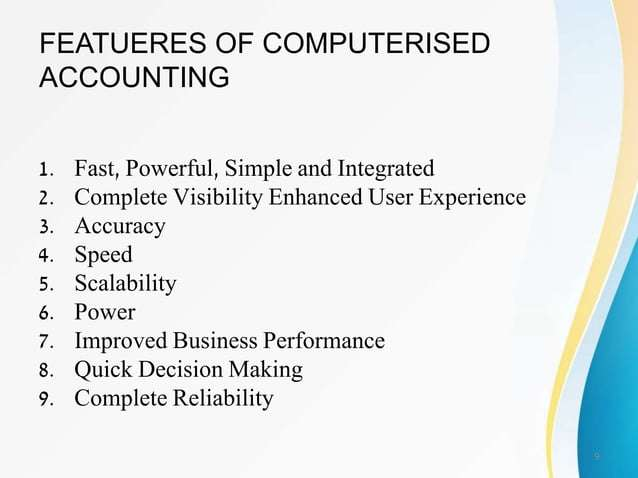 FEATUERES OF COMPUTERISED
ACCOUNTING
1. Fast, Powerful, Simple and Integrated
2. Complete Visibility Enhanced User Experience
3. Accuracy
4. Speed
5. Scalability
6. Power
7. Improved Business Performance
8. Quick Decision Making
9. Complete Reliability
9